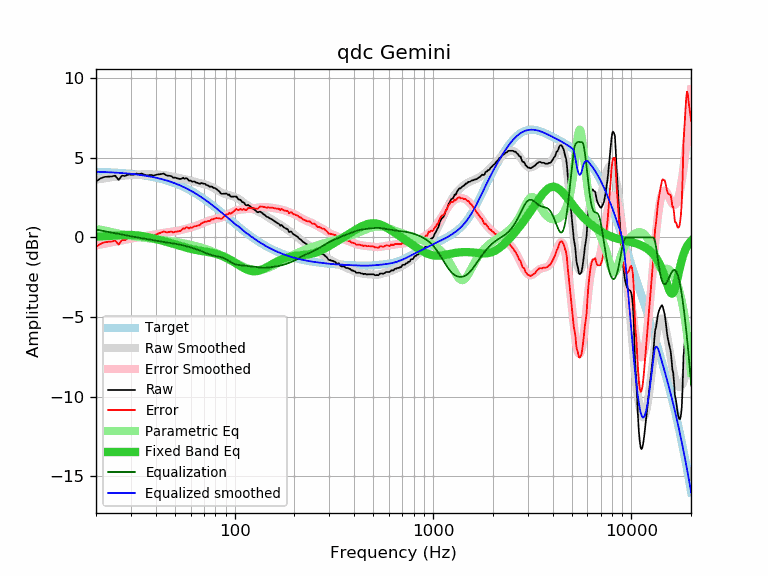 qdc Gemini
10
5
0
−5
−10
−15
Amplitude (dBr)
Target
Raw Smoothed
Error Smoothed
Raw
Error
Parametric Eq
Fixed Band Eq
Equalization
Equalized smoothed
100
1000
10000
Frequency (Hz)